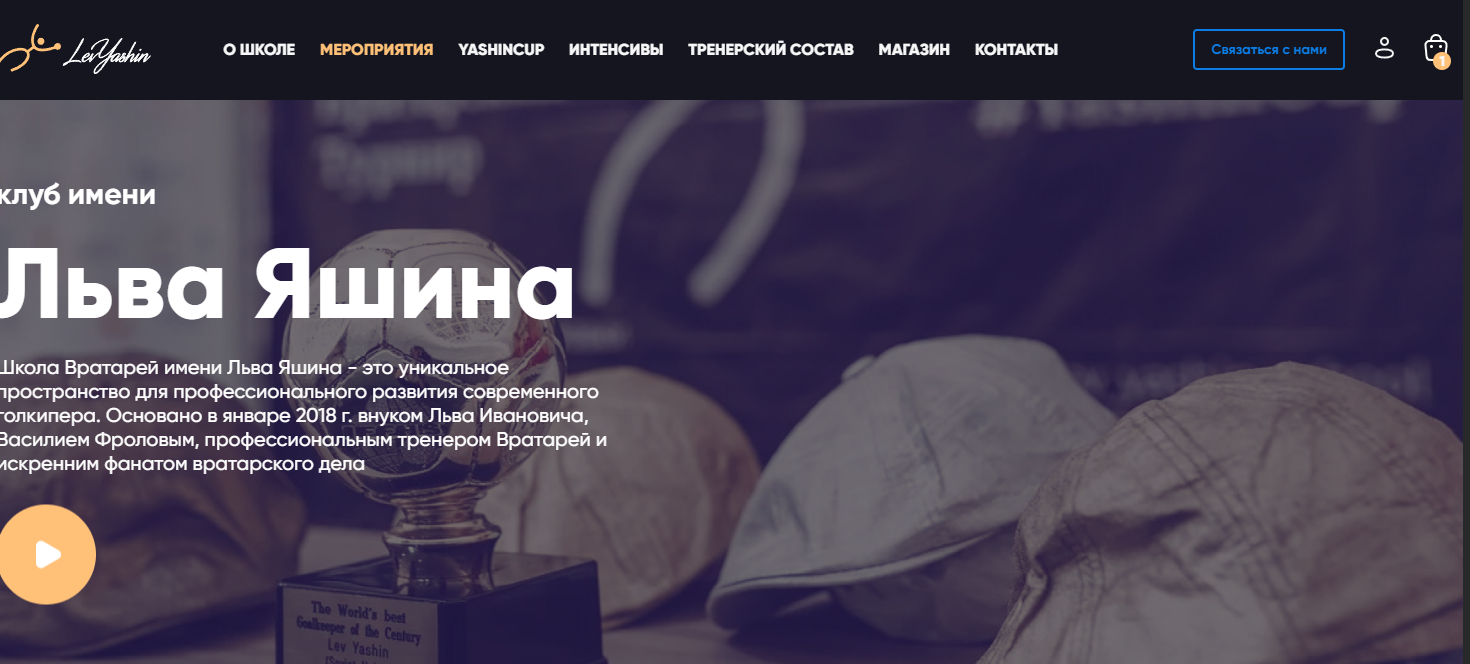 LevYashin
О ШКОЛЕ МЕРОПРИЯТИЯ YASHINCUP ИНТЕНСИВЫ ТРЕНЕРСКИЙ СОСТАВ МАГАЗИН КОНТАКТЫ
Связаться с нами
1
клуб имени
Льва Яшина
Школа Вратарей имени Льва Яшина - это уникальное
пространство для профессионального развития современного
голкипера. Основано в январе 2018 г. внуком Льва Ивановича,
Василием Фроловым, профессиональным тренером Вратарей и
искренним фанатом вратарского дела
The World's best
Goalkeeper of the Century
Lev Yashin